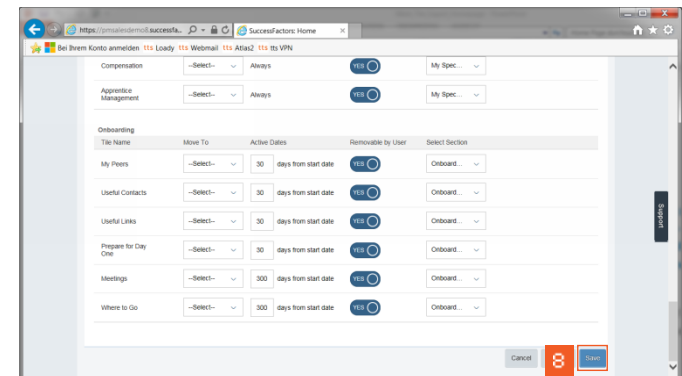 https://pmsalesdemo8.successfa...
SuccessFactors: Home
Bei Ihrem Konto anmelden tts Loady tts Webmail tts Atlas2 tts tts VPN
Compensation --Select-- Always YES My Spec...
Apprentice
Management --Select-- Always YES My Spec...
Onboarding
Tile Name Move To Active Dates Removable by User Select Section
My Peers --Select-- 30 days from start date YES Onboard...
Useful Contacts --Select-- 30 days from start date YES Onboard...
Useful Links --Select-- 30 days from start date YES Onboard...
Prepare for Day
One --Select-- 30 days from start date YES Onboard...
Meetings --Select-- 300 days from start date YES Onboard...
Where to Go --Select-- 300 days from start date YES Onboard...
Support
Cancel 8 Save